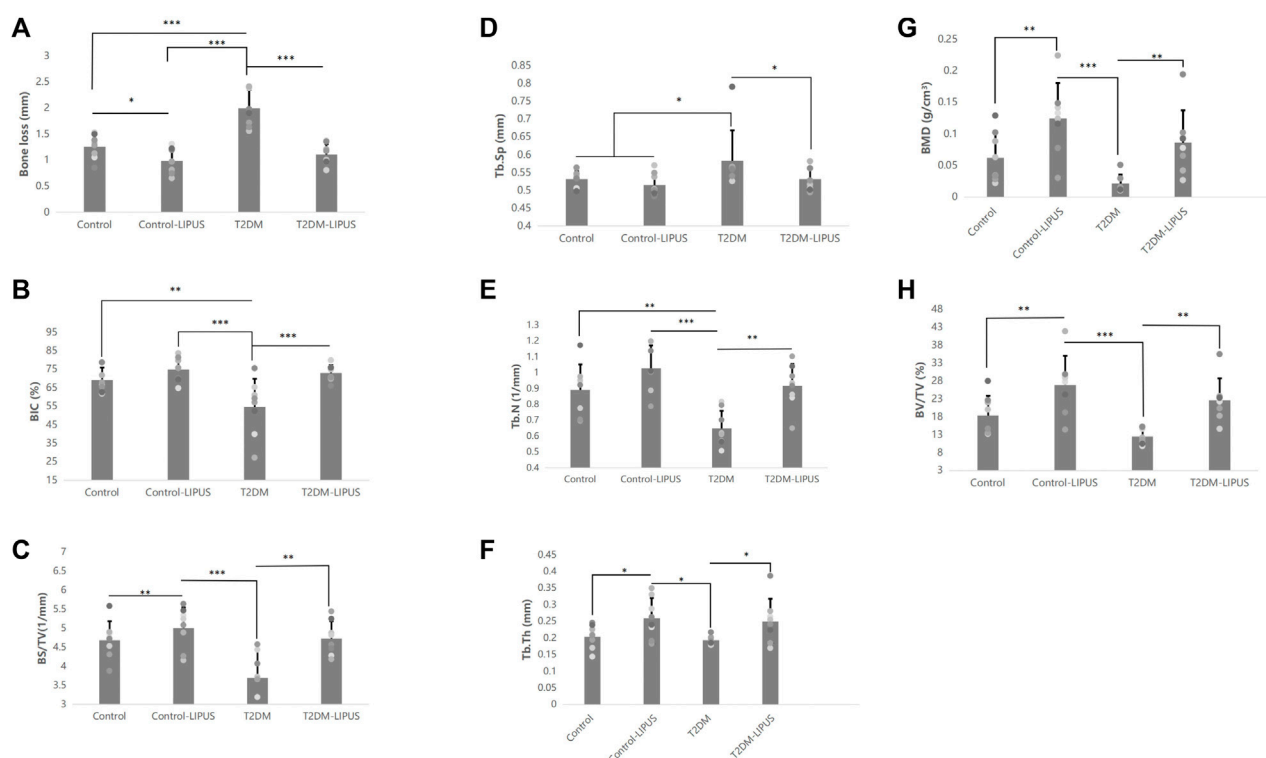 A
***
***
***
*
Bone loss (mm)
3
2.5
2
1.5
1
0.5
0
Control
Control-LIPUS
T2DM
T2DM-LIPUS
B
**
***
***
BIC (%)
95
85
75
65
55
45
35
25
15
Control
Control-LIPUS
T2DM
T2DM-LIPUS
C
**
***
**
BS/TV(1/mm)
7
6.5
6
5.5
5
4.5
4
3.5
3
Control
Control-LIPUS
T2DM
T2DM-LIPUS
D
*
*
Tb.Sp (mm)
0.85
0.8
0.75
0.7
0.65
0.6
0.55
0.5
0.45
0.4
Control
Control-LIPUS
T2DM
T2DM-LIPUS
E
**
***
**
Tb.N (1/mm)
1.3
1.2
1.1
1
0.9
0.8
0.7
0.6
0.5
0.4
Control
Control-LIPUS
T2DM
T2DM-LIPUS
F
*
*
*
Tb.Th (mm)
0.45
0.4
0.35
0.3
0.25
0.2
0.15
0.1
0.05
0
Control
Control-LIPUS
T2DM
T2DM-LIPUS
G
**
***
**
BMD (g/cm³)
0.25
0.2
0.15
0.1
0.05
0
Control
Control-LIPUS
T2DM
T2DM-LIPUS
H
**
***
**
BV/TV (%)
48
43
38
33
28
23
18
13
8
3
Control
Control-LIPUS
T2DM
T2DM-LIPUS